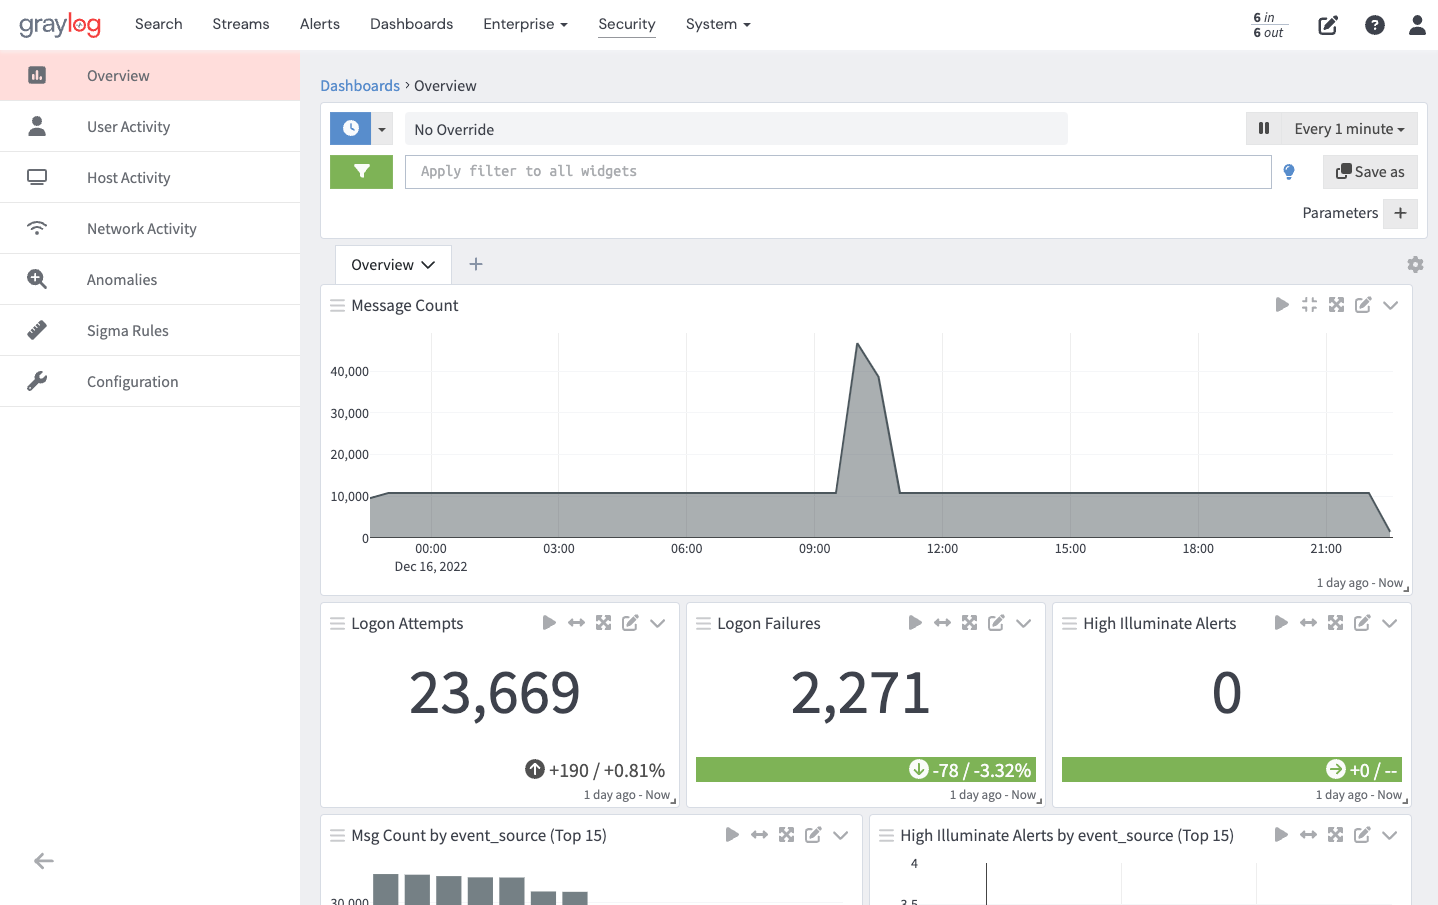 graylog
Search Streams Alerts Dashboards Enterprise Security System
6 in
6 out
Overview
User Activity
Host Activity
Network Activity
Anomalies
Sigma Rules
Configuration
Dashboards › Overview
No Override
Every 1 minute
Apply filter to all widgets
Save as
Parameters +
Overview +
Message Count
40,000
30,000
20,000
10,000
0
00:00 03:00 06:00 09:00 12:00 15:00 18:00 21:00
Dec 16, 2022
1 day ago - Now
Logon Attempts
23,669
+190 / +0.81%
1 day ago - Now
Logon Failures
2,271
-78 / -3.32%
1 day ago - Now
High Illuminate Alerts
0
+0 / --
1 day ago - Now
Msg Count by event_source (Top 15)
30,000
High Illuminate Alerts by event_source (Top 15)
4
3.5